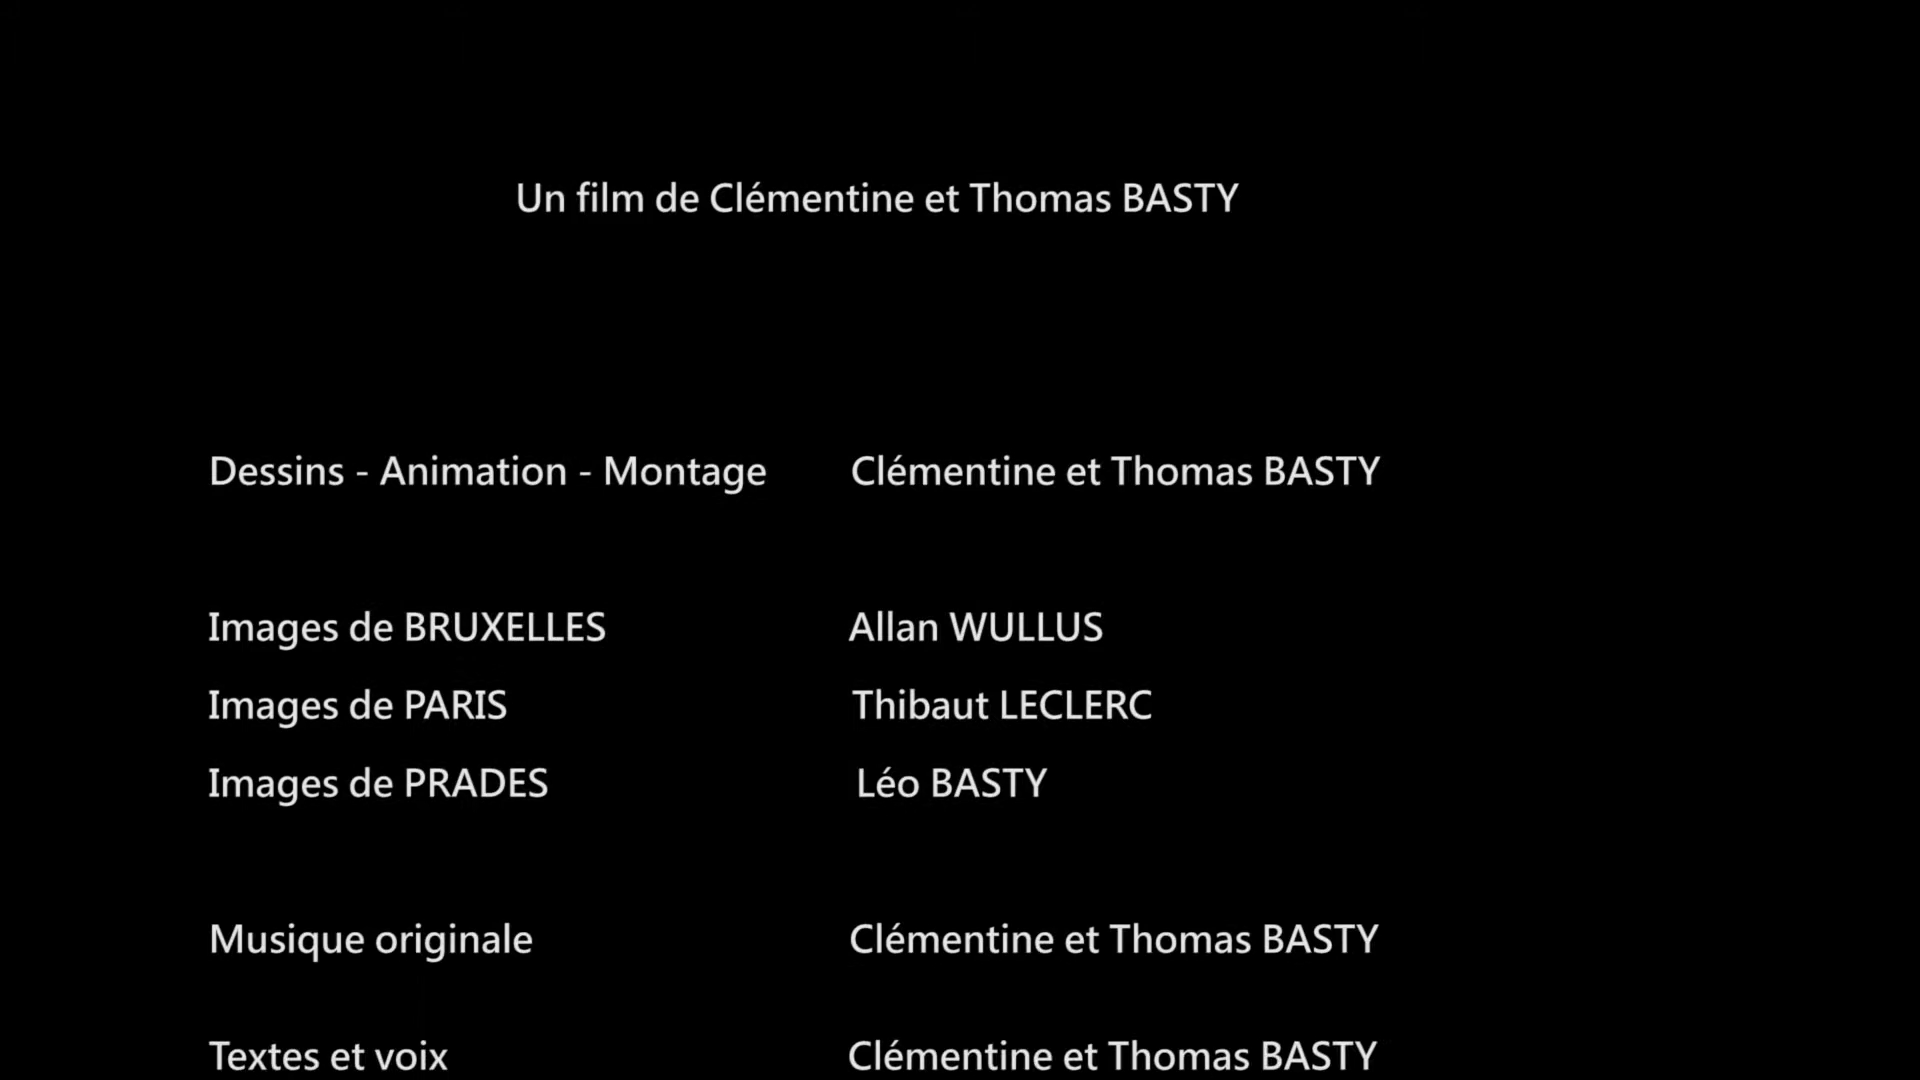 Un film de Clémentine et Thomas BASTY
Dessins - Animation - Montage Clémentine et Thomas BASTY
Images de BRUXELLES Allan WULLUS
Images de PARIS Thibaut LECLERC
Images de PRADES Léo BASTY
Musique originale Clémentine et Thomas BASTY
Textes et voix Clémentine et Thomas BASTY